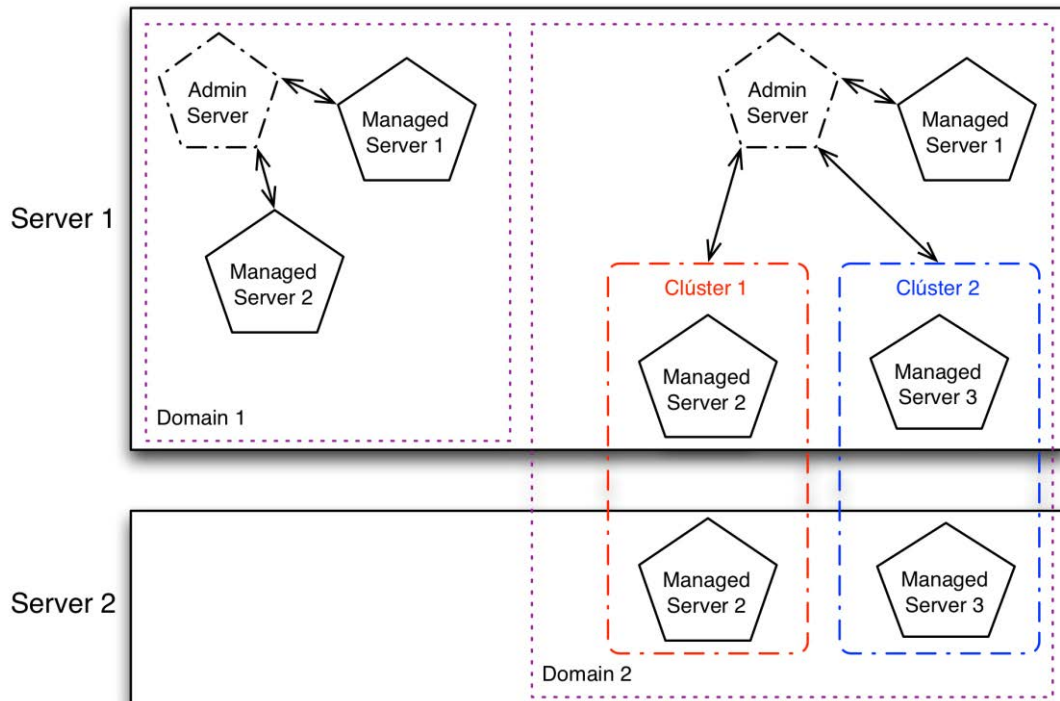 Server 1
Admin
Server
Managed
Server 1
Managed
Server 2
Domain 1
Admin
Server
Managed
Server 1
Clúster 1
Managed
Server 2
Clúster 2
Managed
Server 3
Server 2
Managed
Server 2
Managed
Server 3
Domain 2